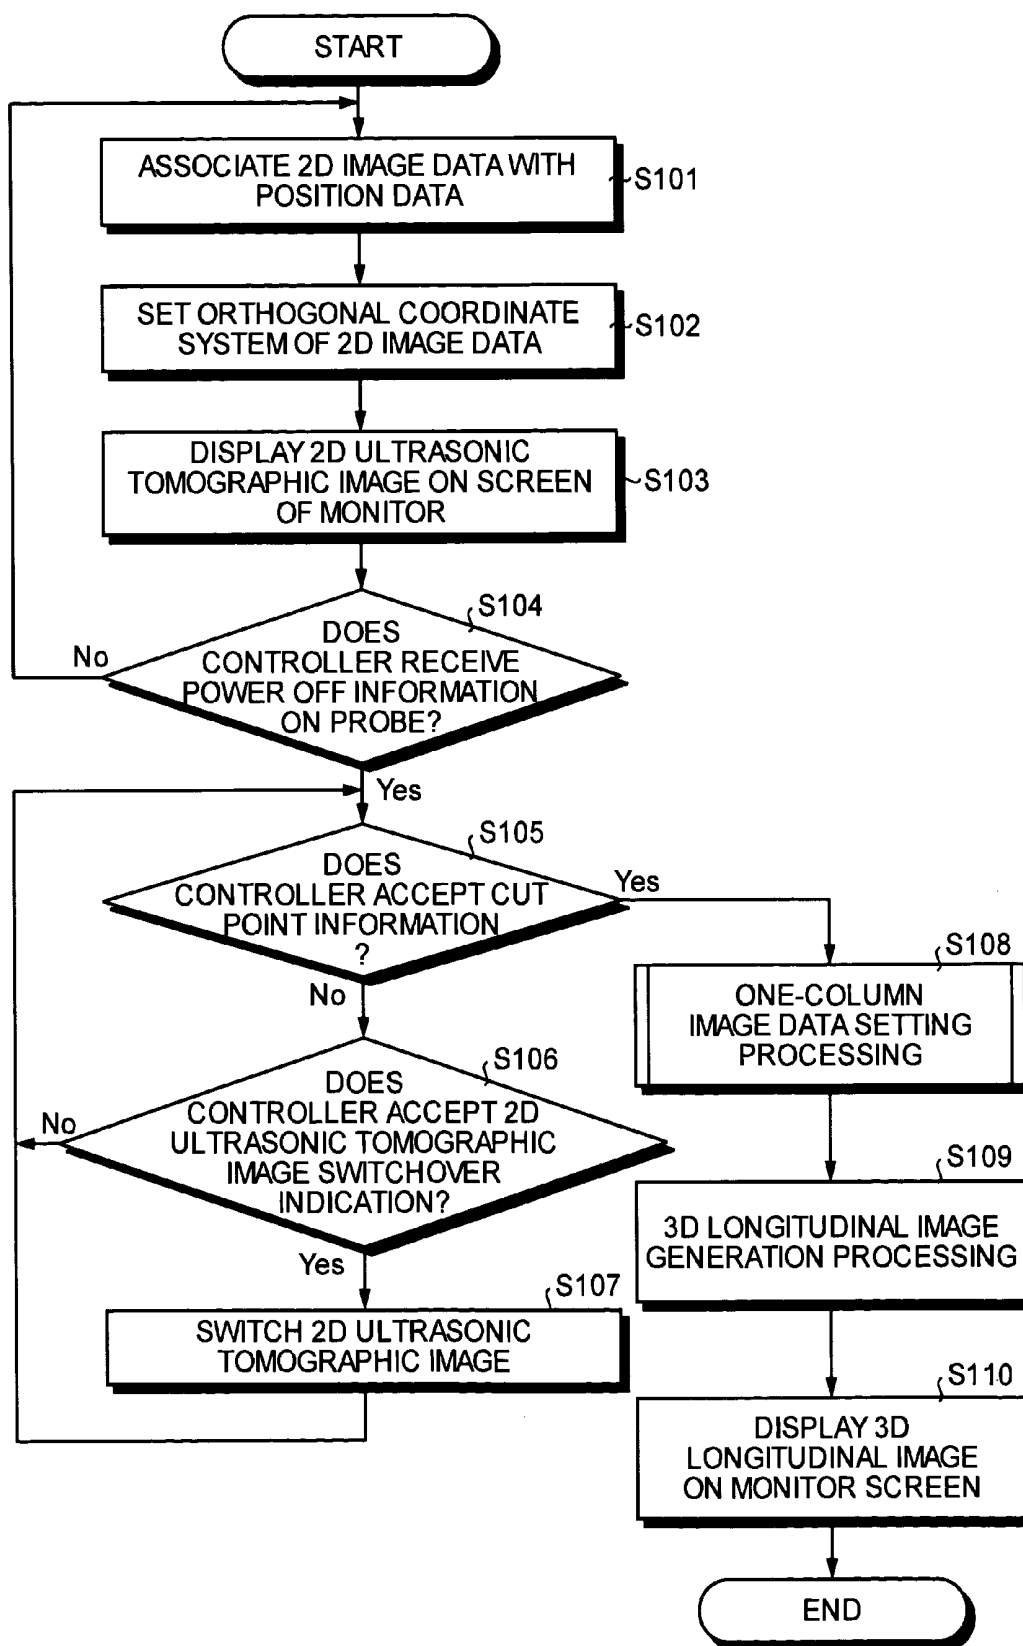 START
ASSOCIATE 2D IMAGE DATA WITH
POSITION DATA
S101
SET ORTHOGONAL COORDINATE
SYSTEM OF 2D IMAGE DATA
S102
DISPLAY 2D ULTRASONIC
TOMOGRAPHIC IMAGE ON SCREEN
OF MONITOR
S103
S104
DOES
CONTROLLER RECEIVE
POWER OFF INFORMATION
ON PROBE?
No
Yes
S105
DOES
CONTROLLER ACCEPT CUT
POINT INFORMATION
?
Yes
No
S106
DOES
CONTROLLER ACCEPT 2D
ULTRASONIC TOMOGRAPHIC
IMAGE SWITCHOVER
INDICATION?
No
Yes
S107
SWITCH 2D ULTRASONIC
TOMOGRAPHIC IMAGE
S108
ONE-COLUMN
IMAGE DATA SETTING
PROCESSING
S109
3D LONGITUDINAL IMAGE
GENERATION PROCESSING
S110
DISPLAY 3D
LONGITUDINAL IMAGE
ON MONITOR SCREEN
END